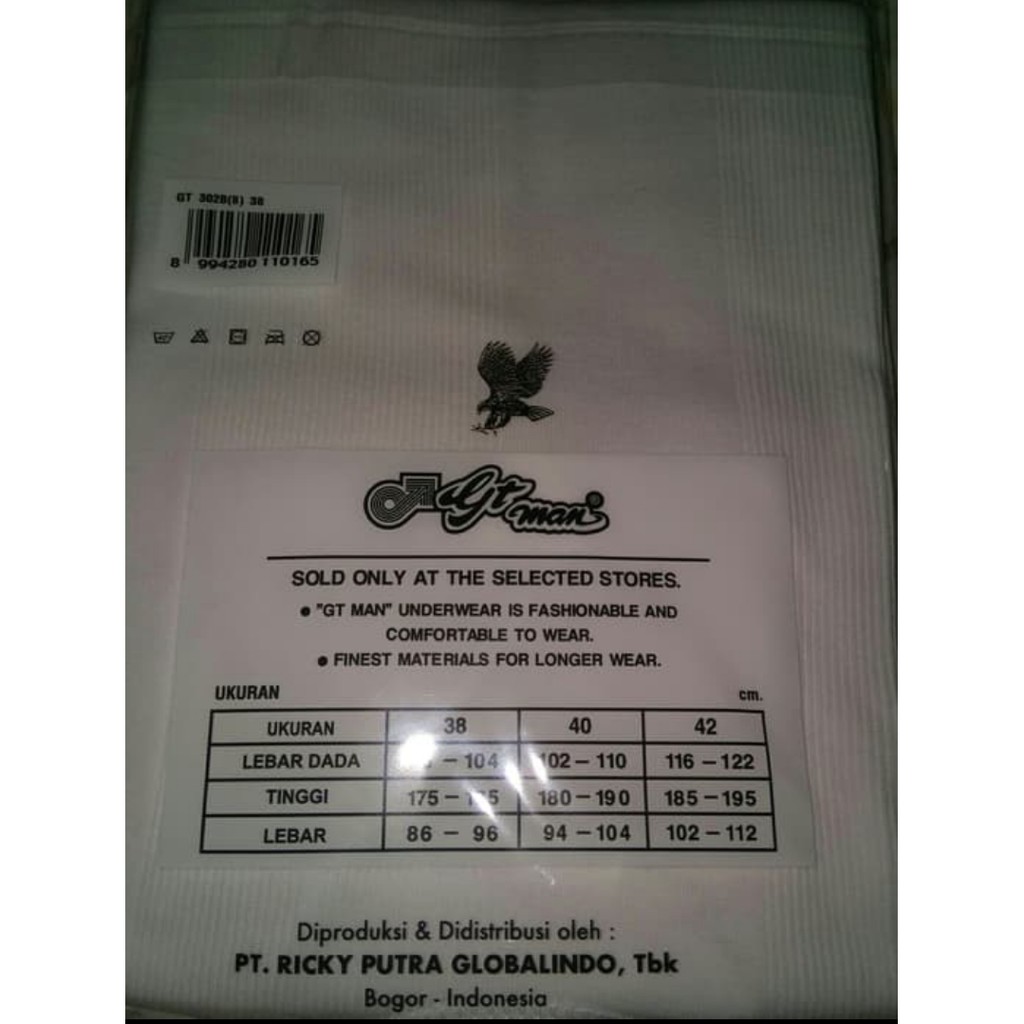 GT 302B(8) 38
8 994280 110165
Gt man
SOLD ONLY AT THE SELECTED STORES.
● "GT MAN" UNDERWEAR IS FASHIONABLE AND
COMFORTABLE TO WEAR.
● FINEST MATERIALS FOR LONGER WEAR.
UKURAN cm.
UKURAN 38 40 42
LEBAR DADA – 104 102 – 110 116 – 122
TINGGI 175 – 180 – 190 185 – 195
LEBAR 86 – 96 94 – 104 102 – 112
Diproduksi & Didistribusi oleh :
PT. RICKY PUTRA GLOBALINDO, Tbk
Bogor - Indonesia